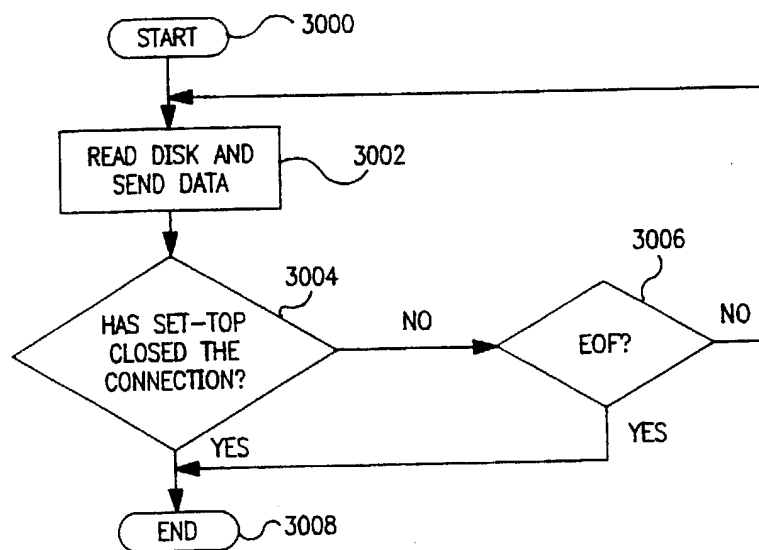 START
3000
READ DISK AND
SEND DATA
3002
HAS SET-TOP
CLOSED THE
CONNECTION?
3004
NO
EOF?
3006
NO
YES
YES
END
3008